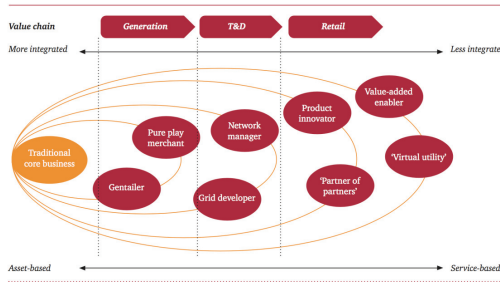 Value chain
Generation
T&D
Retail
More integrated
Less integrate
Value-added
enabler
Product
innovator
Pure play
merchant
Network
manager
Traditional
core business
'Virtual utility'
Gentailer
Grid developer
'Partner of
partners'
Asset-based
Service-based